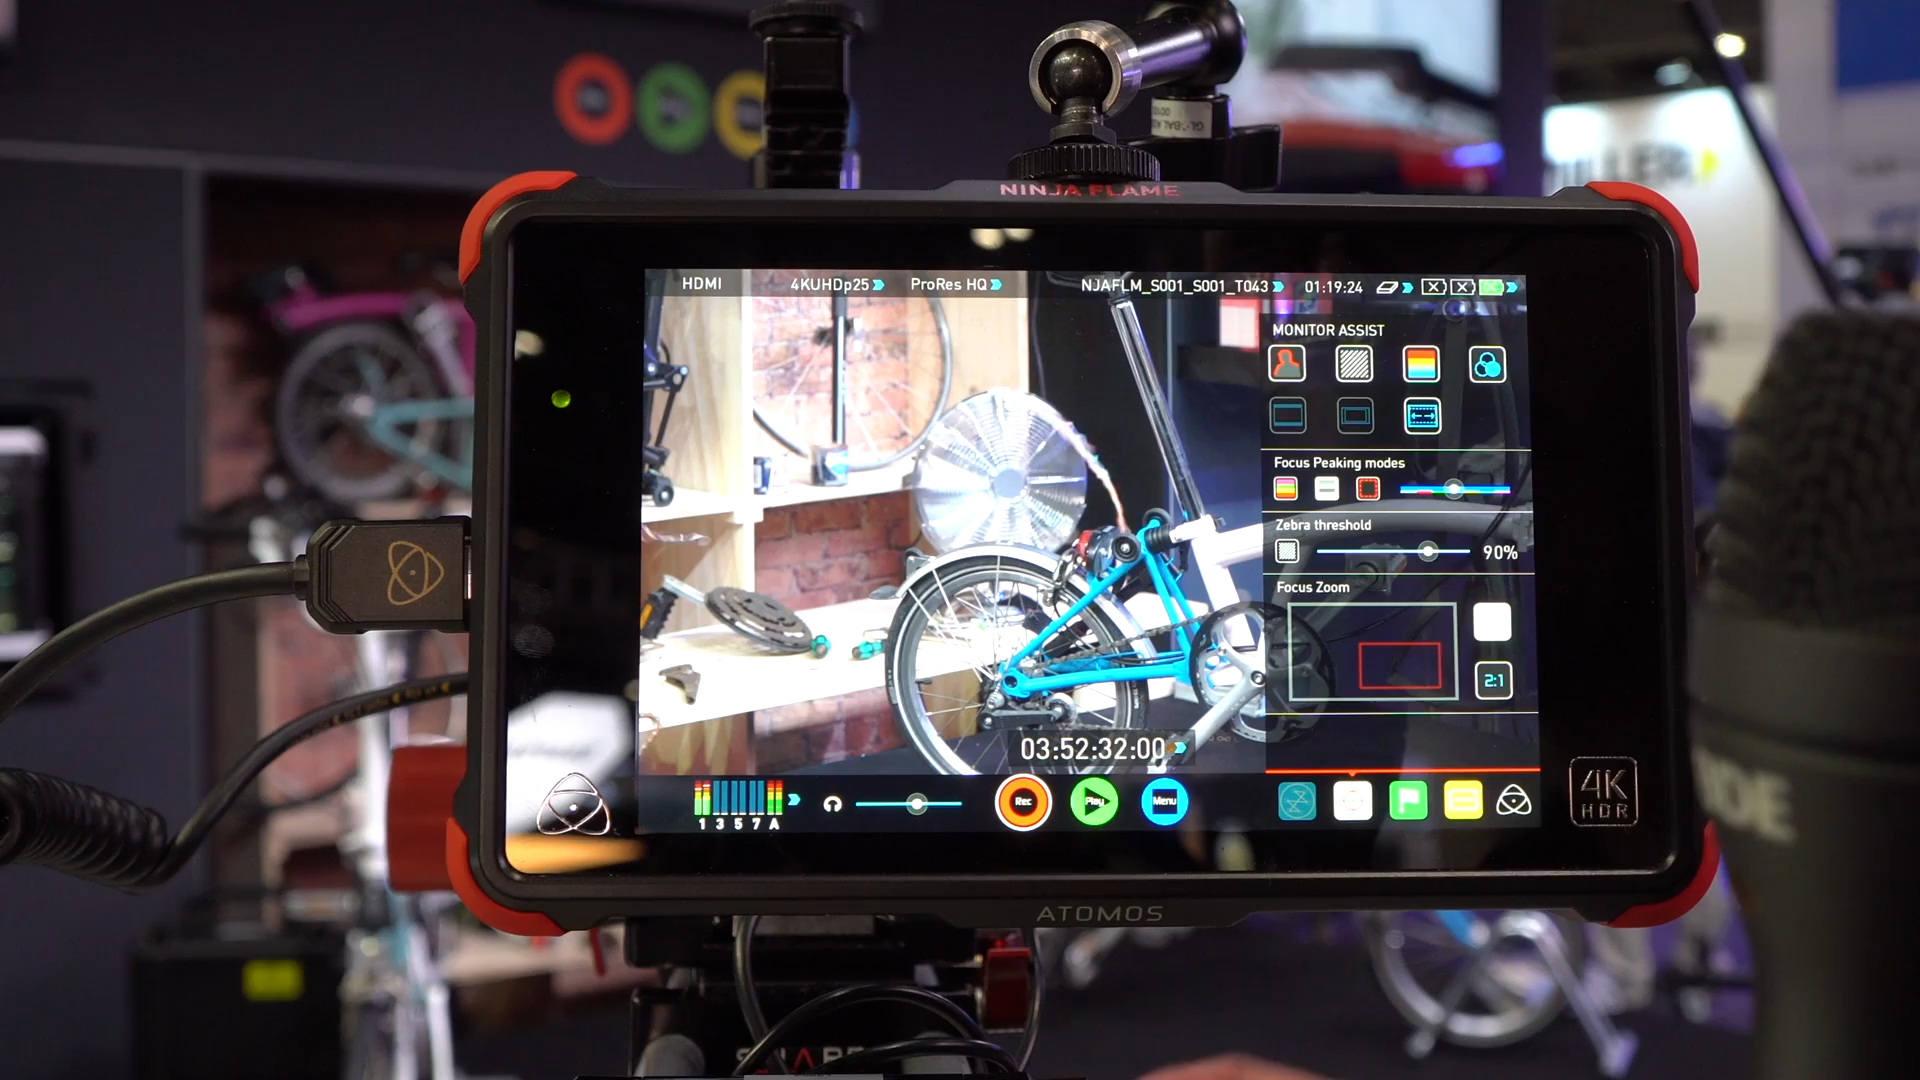 NINJA FLAME
HDMI
4KUHDp25
ProRes HQ
NJAFLM_S001_S001_T043
01:19:24
MONITOR ASSIST
Focus Peaking modes
Zebra threshold
90%
Focus Zoom
2:1
03:52:32:00
1 3 5 7 A
Rec
Play
Menu
4K
HDR
ATOMOS